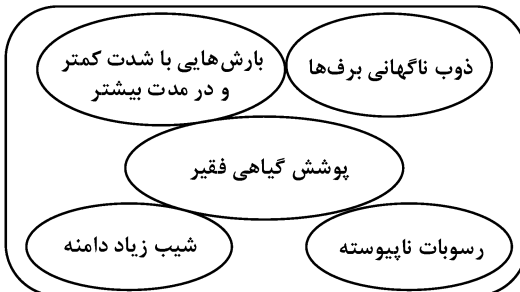 ذوب ناگهانی برف‌ها
بارش‌هایی با شدت کمتر
و در مدت بیشتر
پوشش گیاهی فقیر
رسوبات ناپیوسته
شیب زیاد دامنه